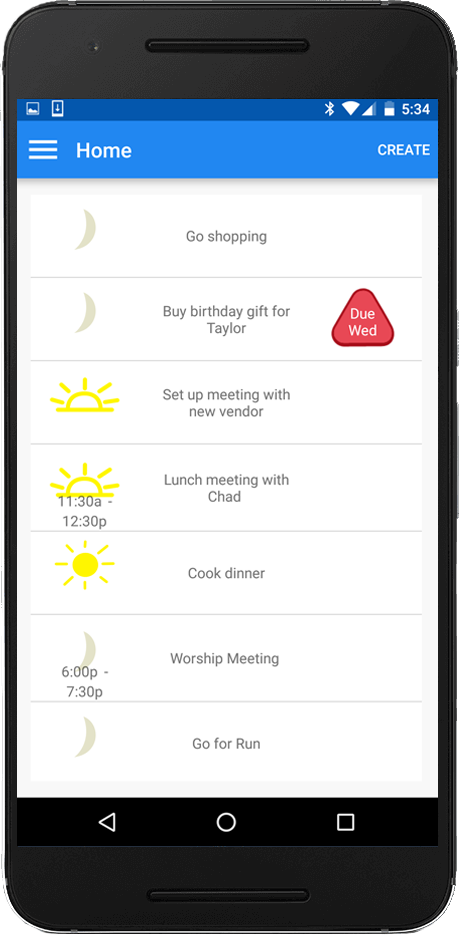 5:34
Home
CREATE
Go shopping
Buy birthday gift for
Taylor
Due
Wed
Set up meeting with
new vendor
11:30a -
12:30p
Lunch meeting with
Chad
Cook dinner
6:00p -
7:30p
Worship Meeting
Go for Run